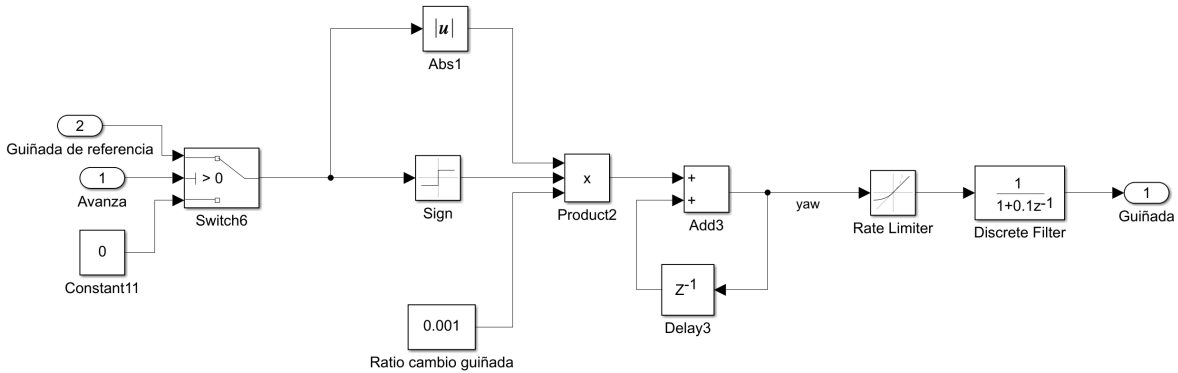 |u|
Abs1
2
Guiñada de referencia
1
Avanza
> 0
Switch6
0
Constant11
Sign
x
Product2
0.001
Ratio cambio guiñada
+
+
Add3
Z-1
Delay3
yaw
Rate Limiter
1
1+0.1z-1
Discrete Filter
1
Guiñada